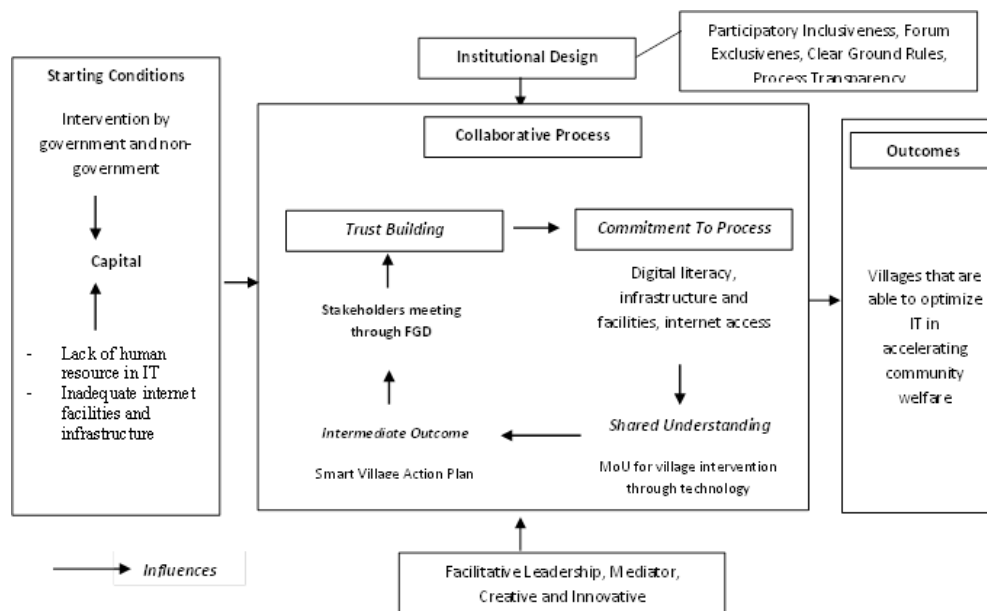 Participatory Inclusiveness, Forum
Exclusivenes, Clear Ground Rules,
Process Transparency
Institutional Design
Starting Conditions
Intervention by
government and non-
government
Capital
- Lack of human
resource in IT
- Inadequate internet
facilities and
infrastructure
Collaborative Process
Trust Building
Commitment To Process
Stakeholders meeting
through FGD
Digital literacy,
infrastructure and
facilities, internet access
Intermediate Outcome
Smart Village Action Plan
Shared Understanding
MoU for village intervention
through technology
Outcomes
Villages that are
able to optimize
IT in
accelerating
community
welfare
Influences
Facilitative Leadership, Mediator,
Creative and Innovative